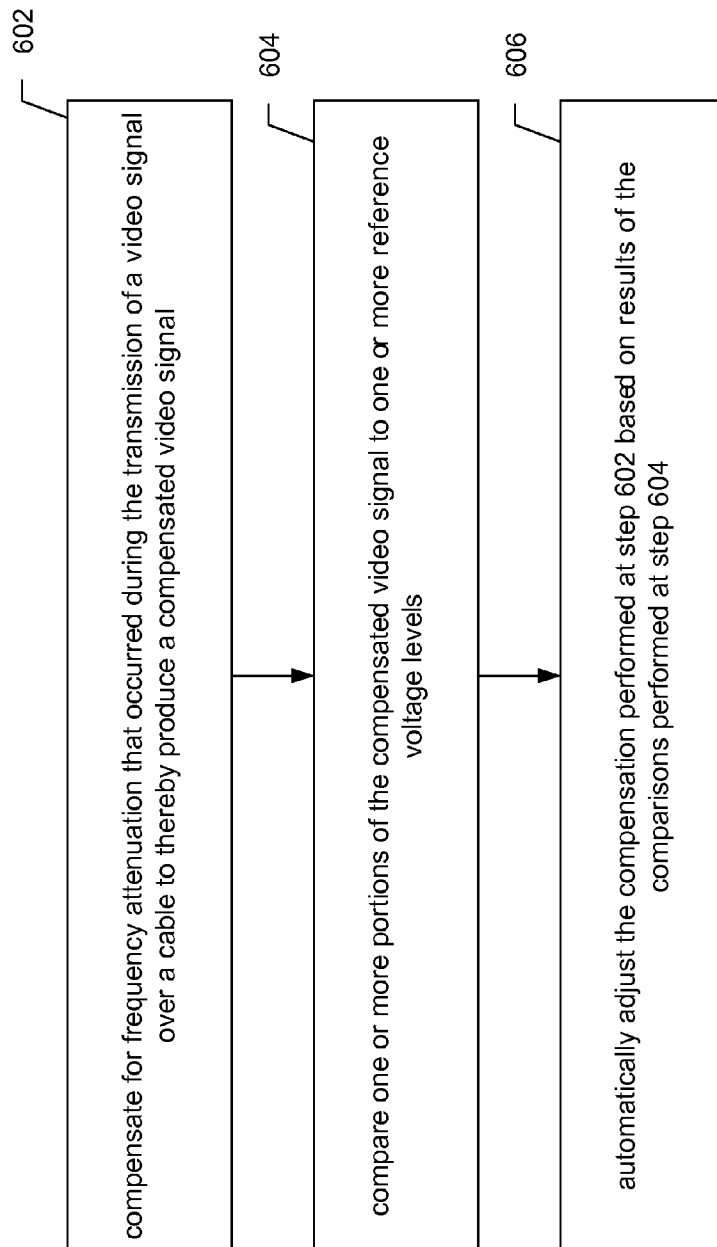 602
compensate for frequency attenuation that occurred during the transmission of a video signal
over a cable to thereby produce a compensated video signal
604
compare one or more portions of the compensated video signal to one or more reference
voltage levels
606
automatically adjust the compensation performed at step 602 based on results of the
comparisons performed at step 604